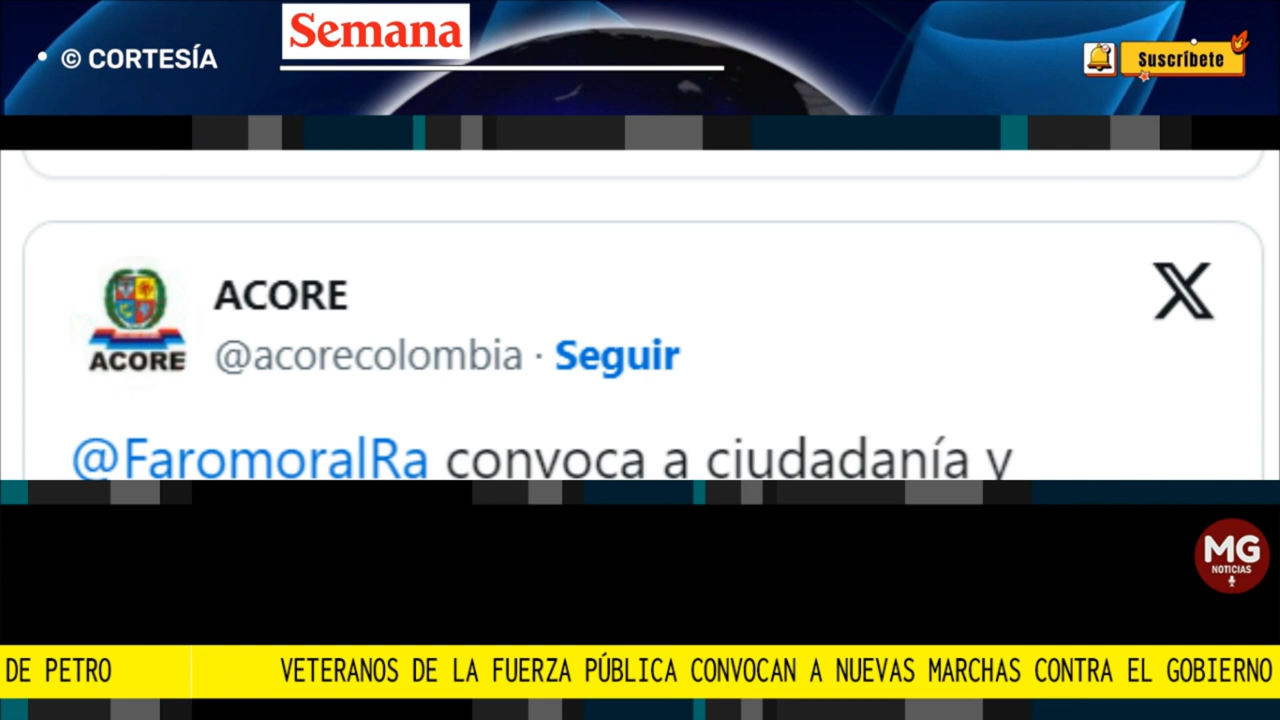 © CORTESÍA
Semana
Suscríbete
ACORE
ACORE
@acorecolombia · Seguir
@FaromoralRa convoca a ciudadanía y
MG
NOTICIAS
DE PETRO
VETERANOS DE LA FUERZA PÚBLICA CONVOCAN A NUEVAS MARCHAS CONTRA EL GOBIERNO